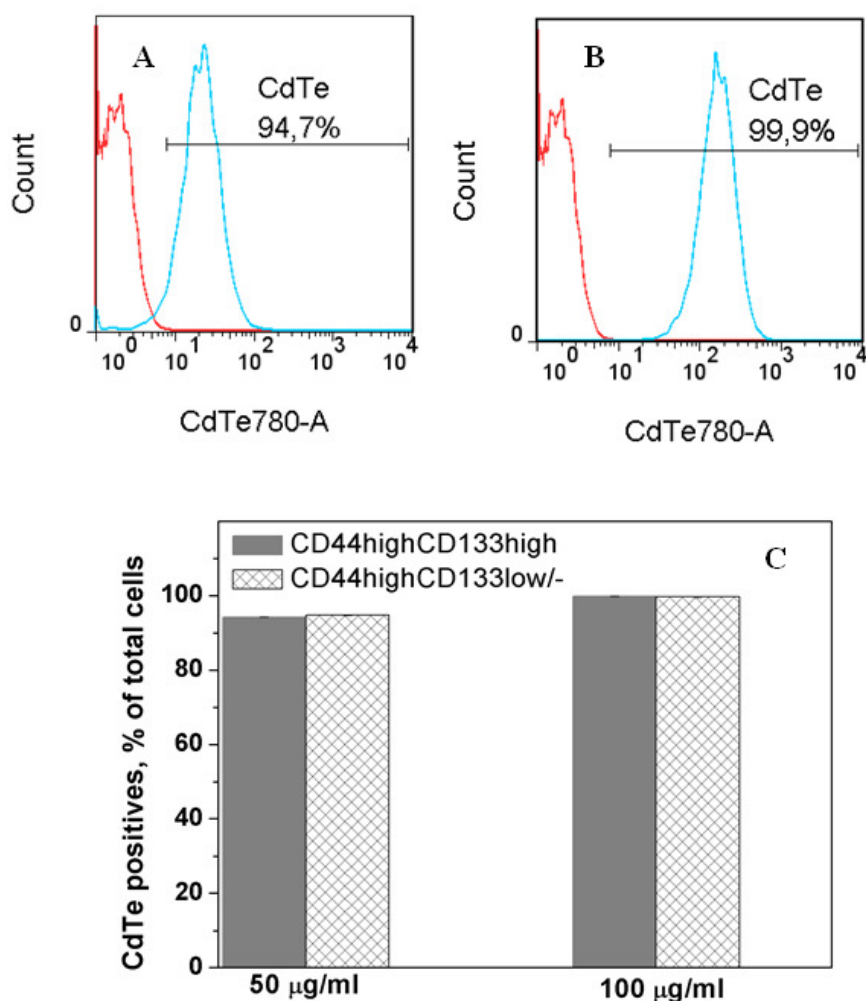 A
CdTe
94,7%
Count
0
10⁰ 10¹ 10² 10³ 10⁴
CdTe780-A
B
CdTe
99,9%
Count
0
10⁰ 10¹ 10² 10³ 10⁴
CdTe780-A
C
CD44highCD133high
CD44highCD133low/-
CdTe positives, % of total cells
100
80
60
40
20
0
50 µg/ml 100 µg/ml